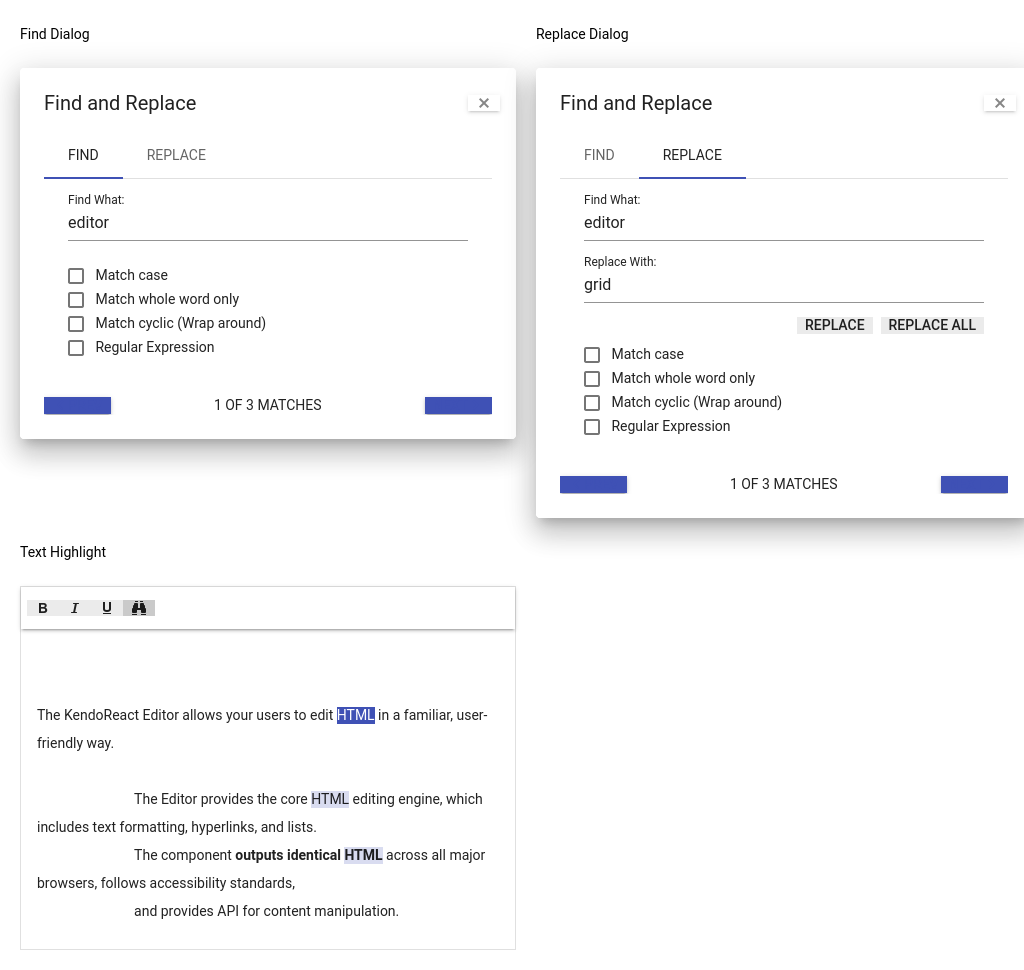 Find Dialog
Find and Replace
FIND REPLACE
Find What:
editor
Match case
Match whole word only
Match cyclic (Wrap around)
Regular Expression
1 OF 3 MATCHES
Replace Dialog
Find and Replace
FIND REPLACE
Find What:
editor
Replace With:
grid
REPLACE REPLACE ALL
Match case
Match whole word only
Match cyclic (Wrap around)
Regular Expression
1 OF 3 MATCHES
Text Highlight
B I U
The KendoReact Editor allows your users to edit HTML in a familiar, user-
friendly way.
The Editor provides the core HTML editing engine, which
includes text formatting, hyperlinks, and lists.
The component outputs identical HTML across all major
browsers, follows accessibility standards,
and provides API for content manipulation.